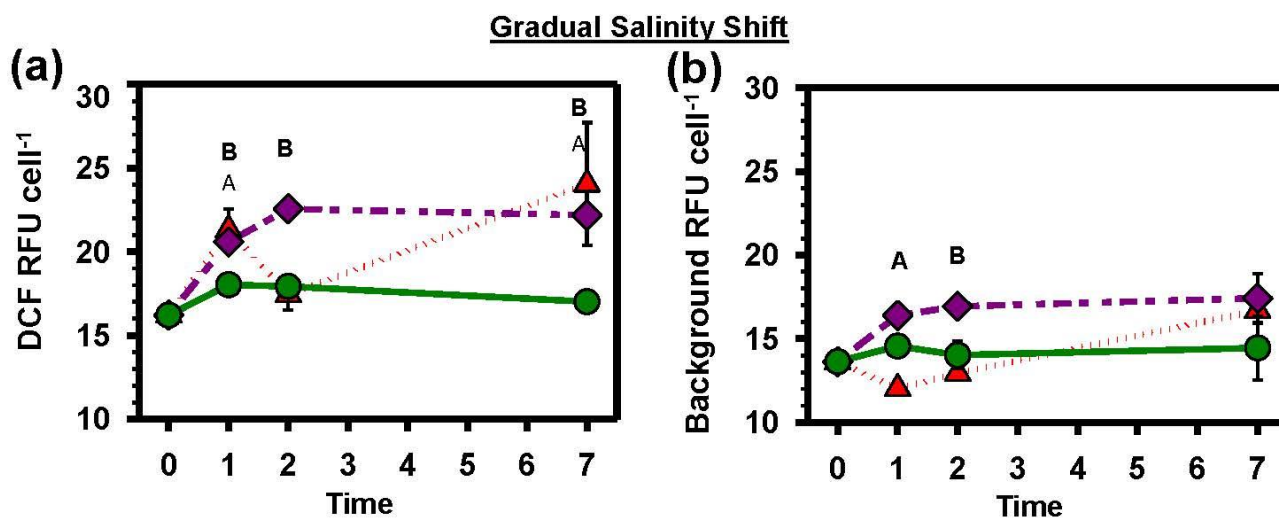 Gradual Salinity Shift
(a)
DCF RFU cell-1
30
25
20
15
10
B
A
B
B
A
0 1 2 3 4 5 6 7
Time
(b)
Background RFU cell-1
30
25
20
15
10
A
B
0 1 2 3 4 5 6 7
Time